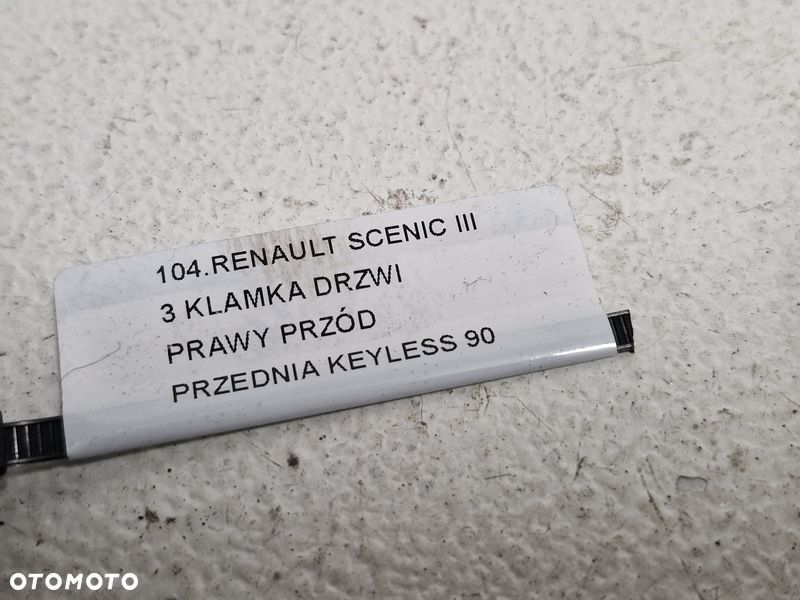 104.RENAULT SCENIC III
3 KLAMKA DRZWI
PRAWY PRZÓD
PRZEDNIA KEYLESS 90
OTOMOTO